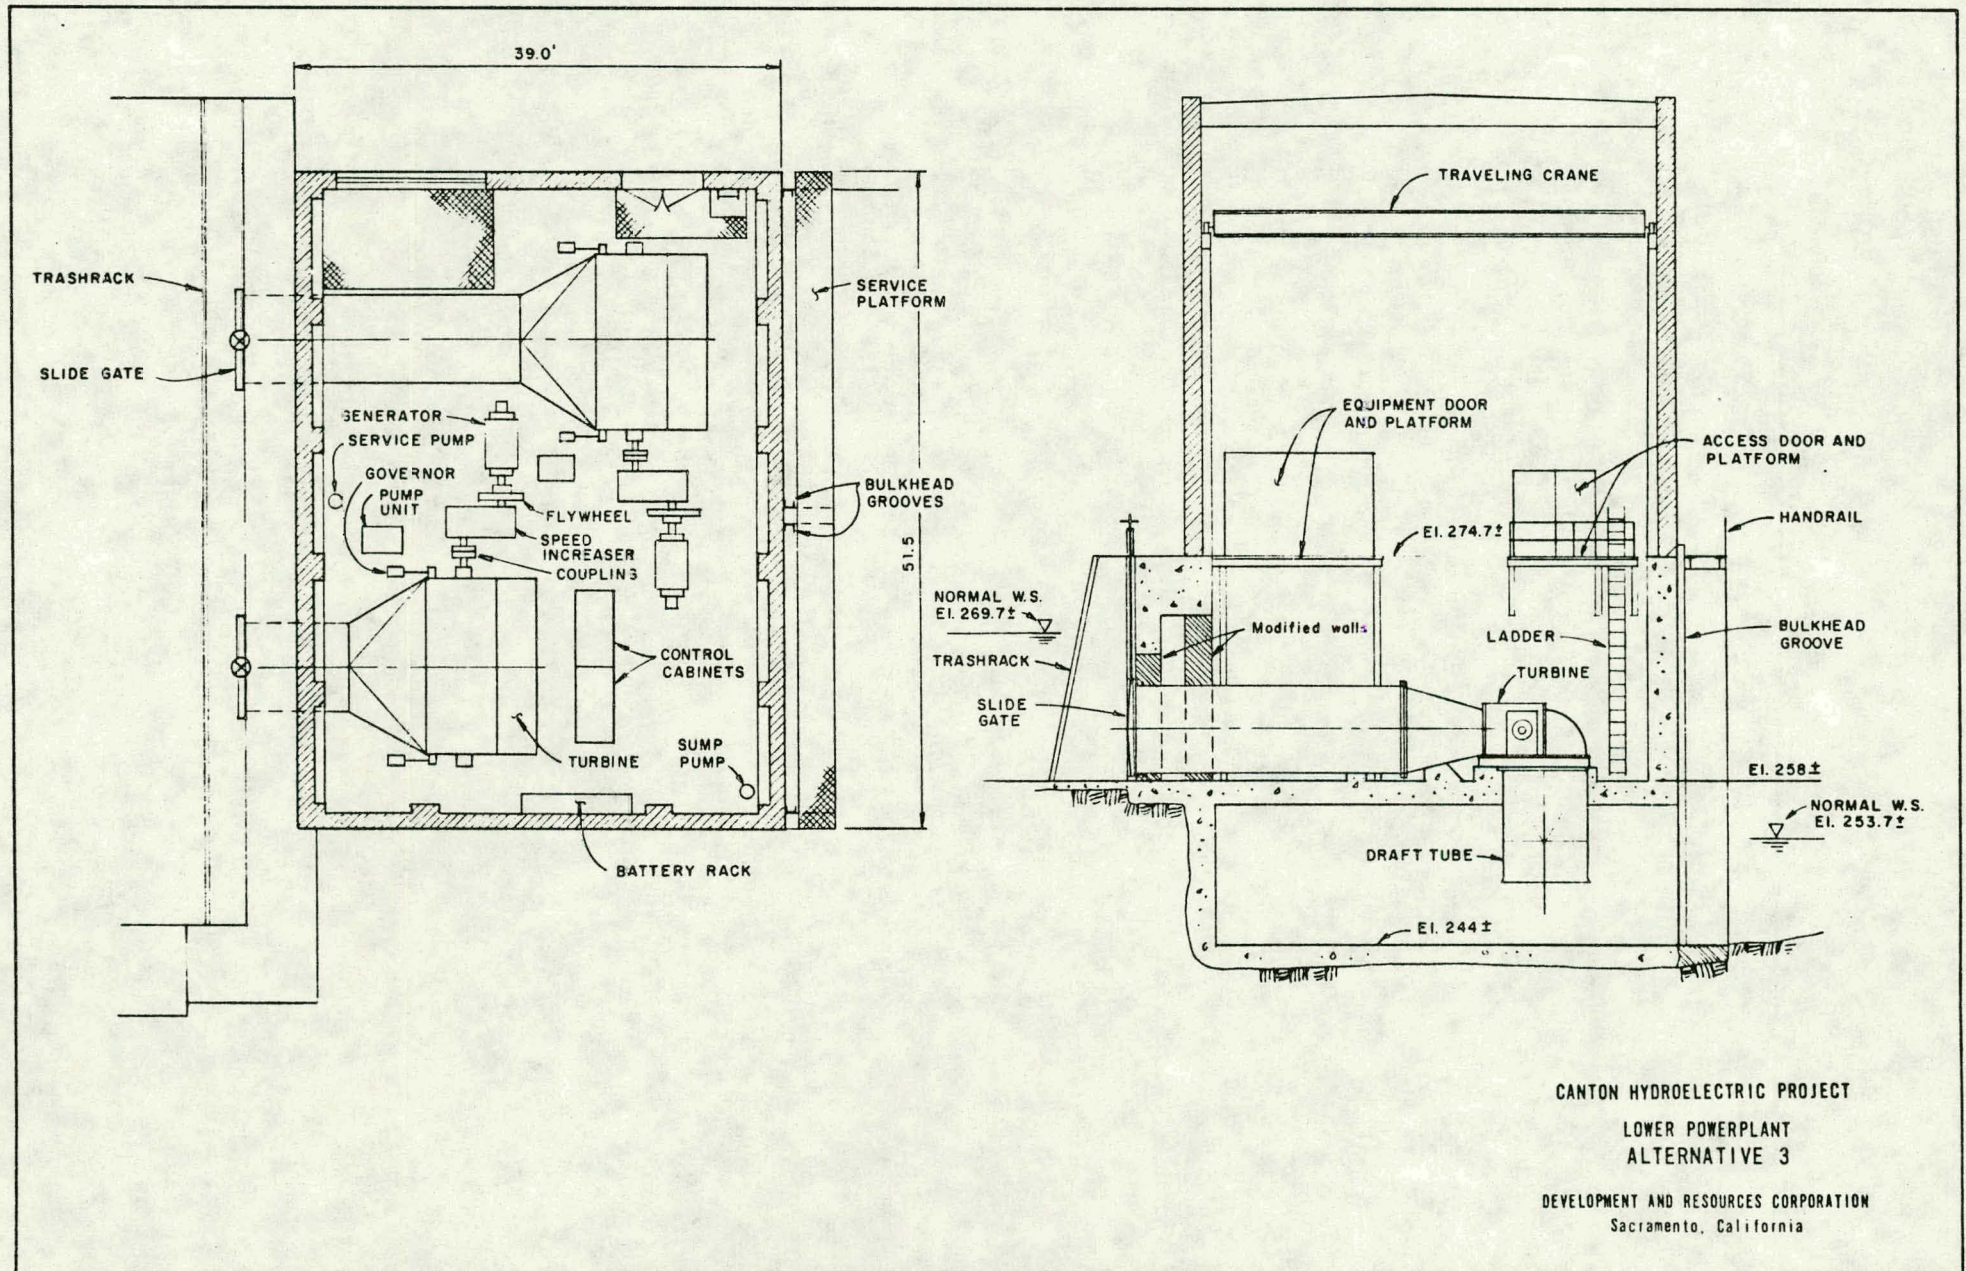 39.0'
TRASHRACK
SLIDE GATE
SERVICE
PLATFORM
GENERATOR
SERVICE PUMP
GOVERNOR
PUMP
UNIT
FLYWHEEL
SPEED
INCREASER
COUPLING
BULKHEAD
GROOVES
51.5
CONTROL
CABINETS
TURBINE
SUMP
PUMP
BATTERY RACK
TRAVELING CRANE
EQUIPMENT DOOR
AND PLATFORM
ACCESS DOOR AND
PLATFORM
HANDRAIL
El. 274.7±
NORMAL W.S.
El. 269.7±
Modified walls
TRASHRACK
SLIDE
GATE
LADDER
TURBINE
BULKHEAD
GROOVE
El. 258±
NORMAL W.S.
El. 253.7±
DRAFT TUBE
El. 244±
CANTON HYDROELECTRIC PROJECT
LOWER POWERPLANT
ALTERNATIVE 3
DEVELOPMENT AND RESOURCES CORPORATION
Sacramento, California